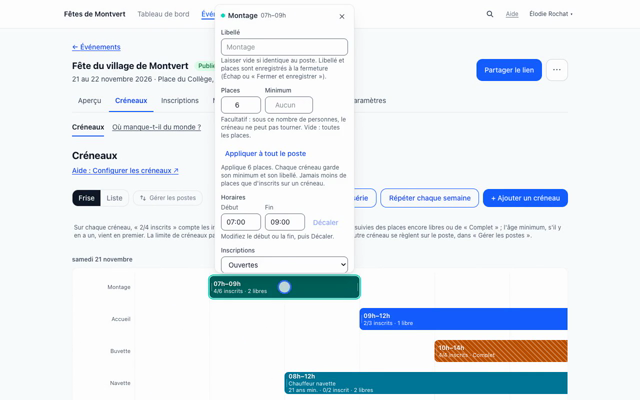 Fêtes de Montvert
Tableau de bord
Aide
Élodie Rochat
← Événements
Fête du village de Montvert
21 au 22 novembre 2026 · Place du Collège,
Partager le lien
Aperçu
Créneaux
Inscriptions
Créneaux
Où manque-t-il du monde ?
Créneaux
Aide : Configurer les créneaux ↗
Frise
Liste
Gérer les postes
Répéter chaque semaine
+ Ajouter un créneau
Sur chaque créneau, « 2/4 inscrits » compte les
suivies des places encore libres ou de « Complet » ; l'âge minimum, s'il y
en a un, vient en premier. La limite de créneaux
créneau se règlent sur le poste, dans « Gérer les postes ».
Montage 07h–09h
Libellé
Montage
Laisser vide si identique au poste. Libellé et
places sont enregistrés à la fermeture
(Échap ou « Fermer et enregistrer »).
Places
Minimum
6
Aucun
Facultatif : sous ce nombre de personnes, le
créneau ne peut pas tourner. Vide : toutes
les places.
Appliquer à tout le poste
Applique 6 places. Chaque créneau garde
son minimum et son libellé. Jamais moins de
places que d'inscrits sur un créneau.
Horaires
Début
Fin
07:00
09:00
Décaler
Modifiez le début ou la fin, puis Décaler.
Inscriptions
Ouvertes
samedi 21 novembre
Montage
07h–09h
4/6 inscrits · 2 libres
Accueil
09h–12h
2/3 inscrits · 1 libre
Buvette
10h–14h
4/4 inscrits · Complet
Navette
08h–12h
Chauffeur navette
21 ans min. · 0/2 inscrit · 2 libres